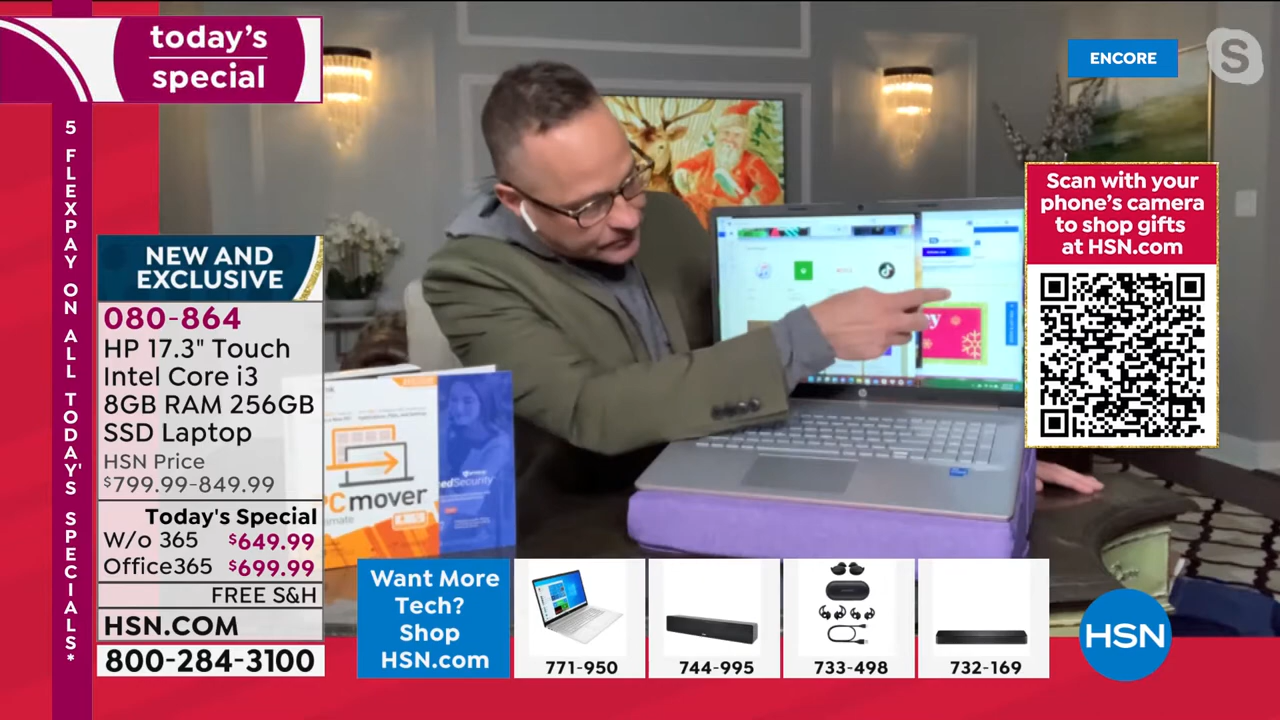 today's
special
ENCORE
S
5 FLEXPAY ON ALL TODAY'S SPECIALS*
NEW AND
EXCLUSIVE
080-864
HP 17.3" Touch
Intel Core i3
8GB RAM 256GB
SSD Laptop
HSN Price
$799.99-849.99
Today's Special
W/o 365 $649.99
Office365 $699.99
FREE S&H
HSN.COM
800-284-3100
Scan with your
phone's camera
to shop gifts
at HSN.com
hp
PCmover
Want More
Tech?
Shop
HSN.com
771-950
744-995
733-498
732-169
HSN